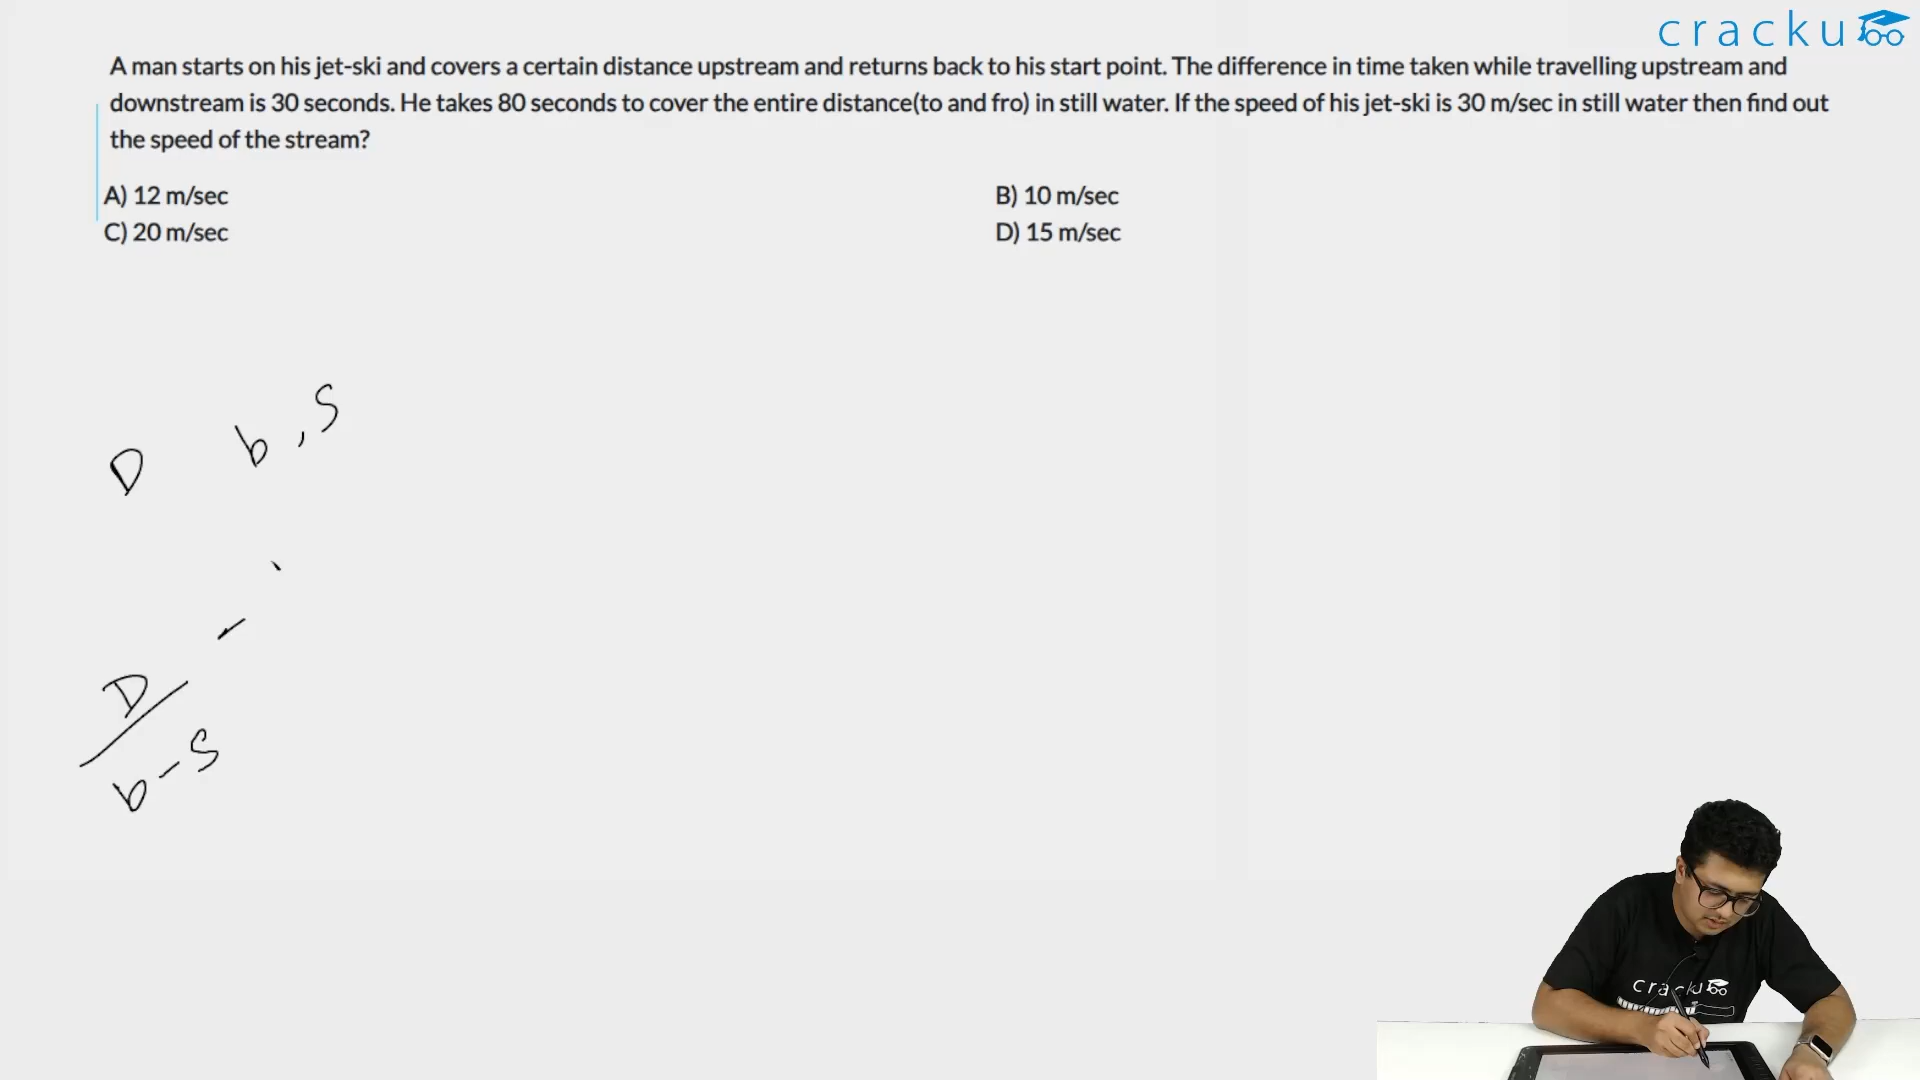 cracku
A man starts on his jet-ski and covers a certain distance upstream and returns back to his start point. The difference in time taken while travelling upstream and
downstream is 30 seconds. He takes 80 seconds to cover the entire distance(to and fro) in still water. If the speed of his jet-ski is 30 m/sec in still water then find out
the speed of the stream?
A) 12 m/sec
B) 10 m/sec
C) 20 m/sec
D) 15 m/sec
D b, S
D -
b-S
cracku